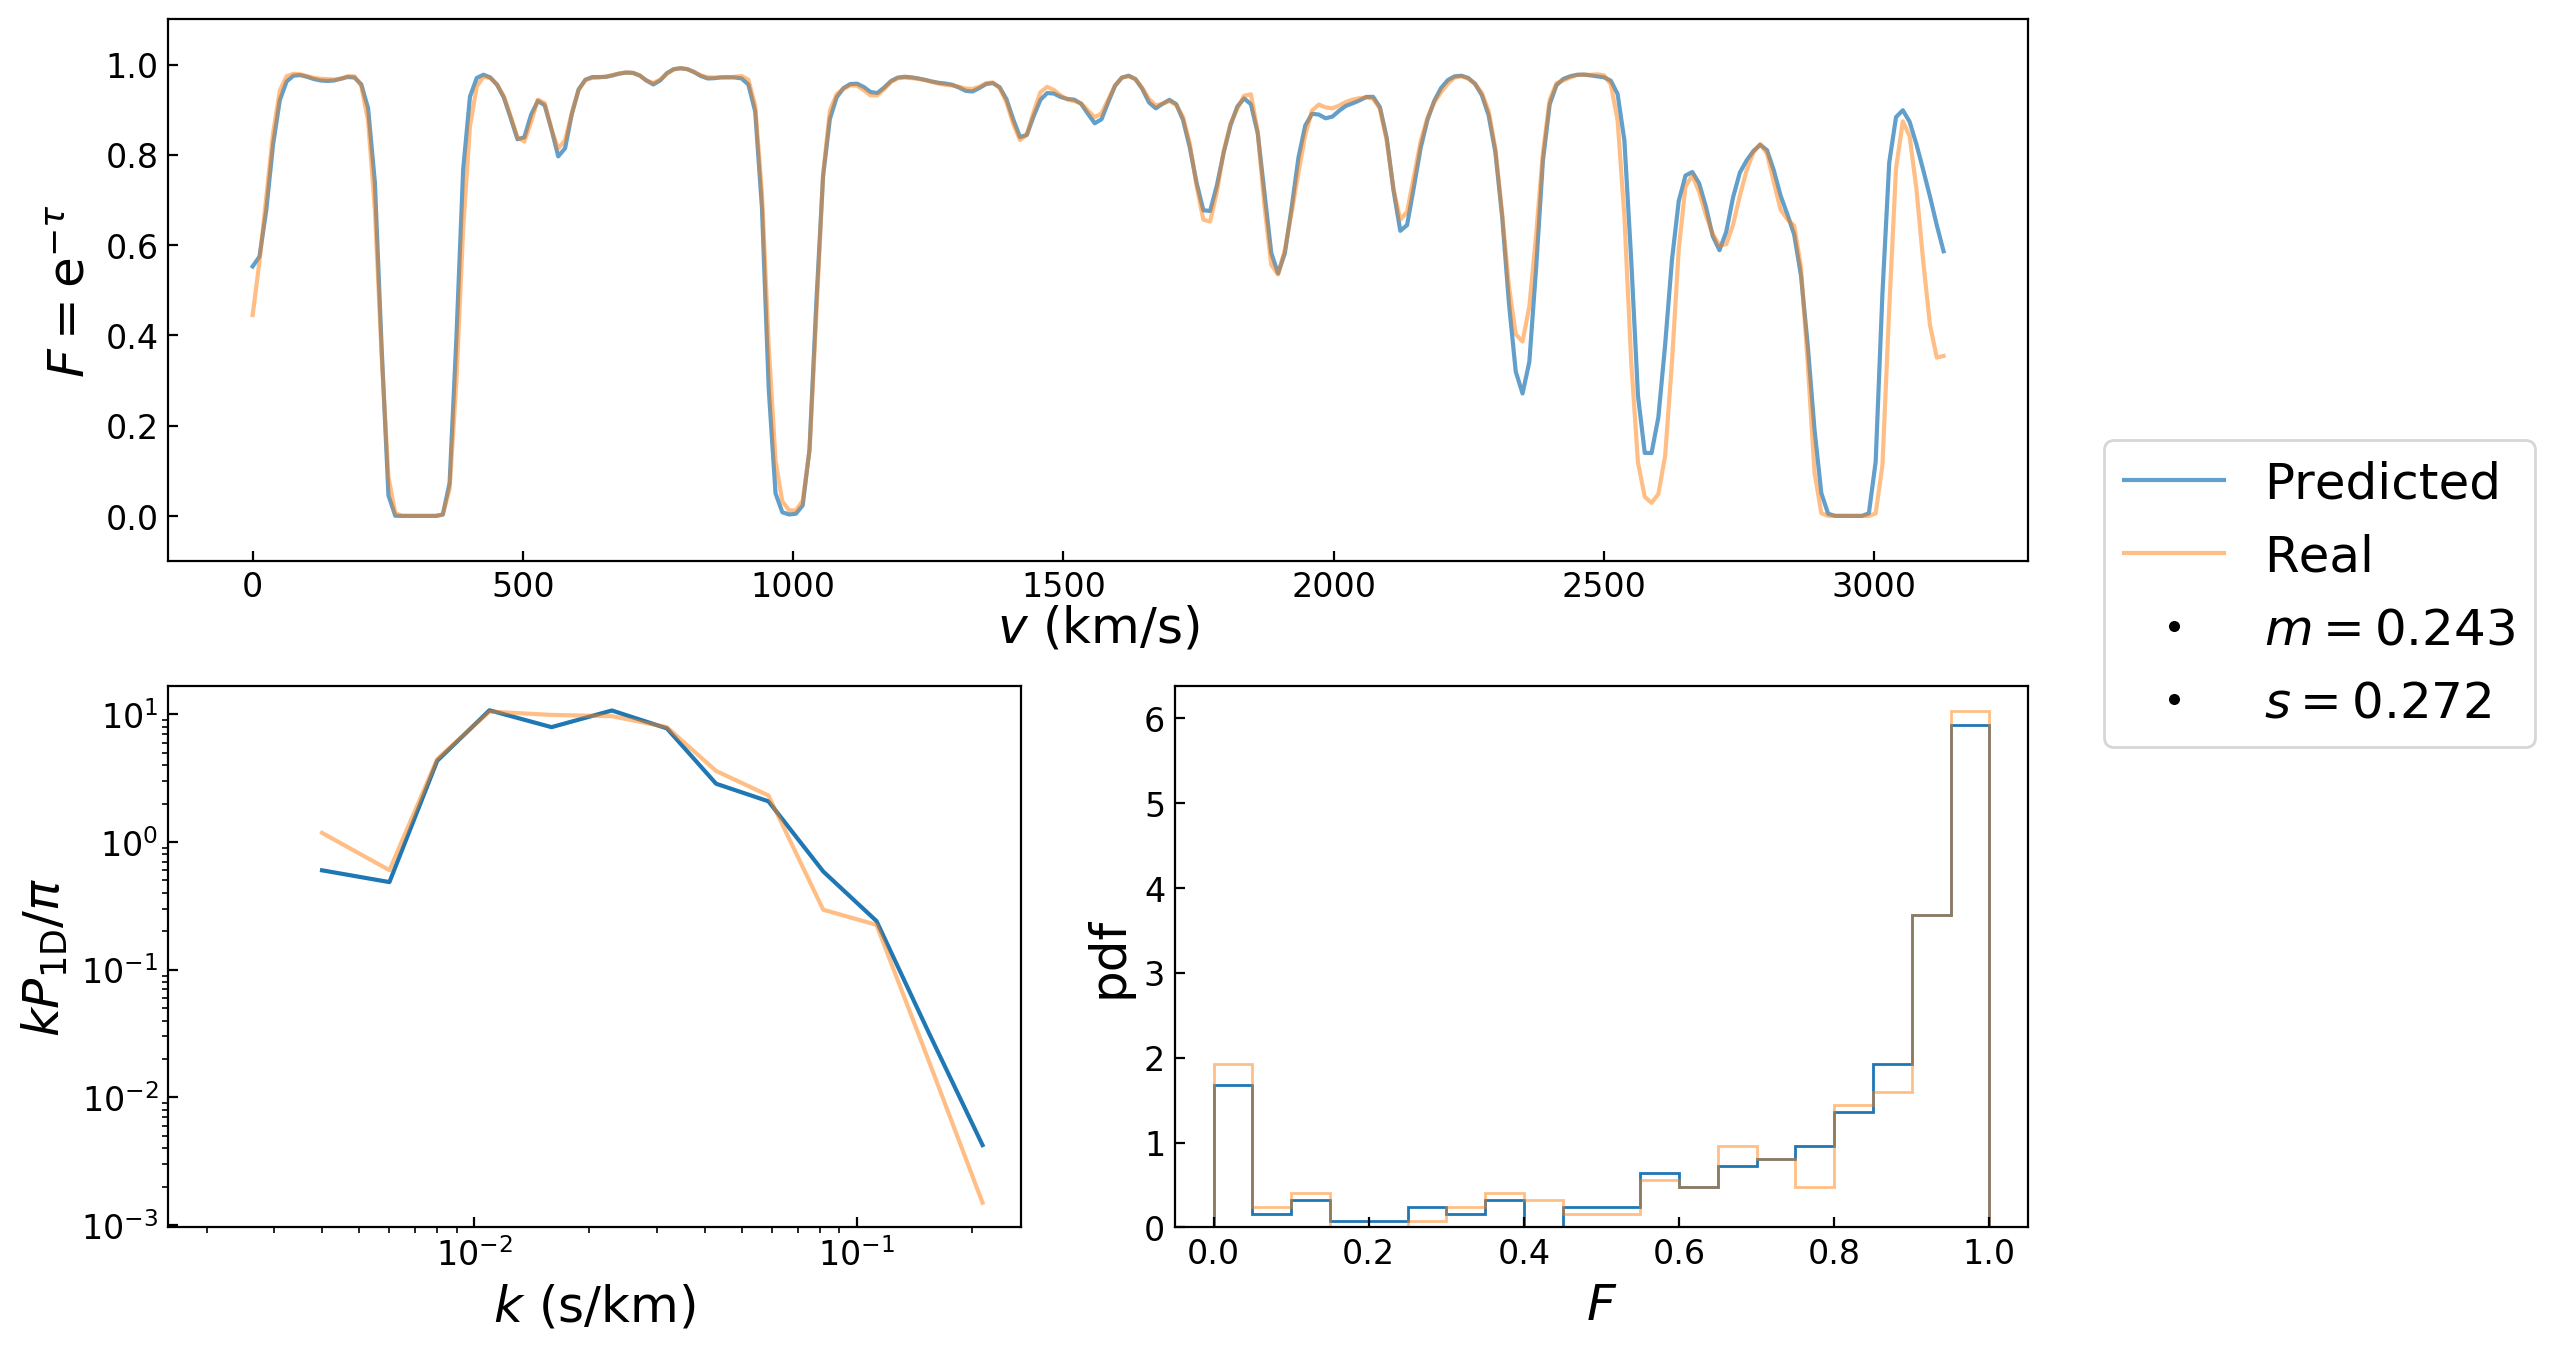 1.0
0.8
0.6
0.4
0.2
0.0
F = e^{-τ}
0 500 1000 1500 2000 2500 3000
v (km/s)
Predicted
Real
m = 0.243
s = 0.272
10^1
10^0
10^{-1}
10^{-2}
10^{-3}
kP_{1D}/π
10^{-2} 10^{-1}
k (s/km)
6
5
4
3
2
1
0
pdf
0.0 0.2 0.4 0.6 0.8 1.0
F